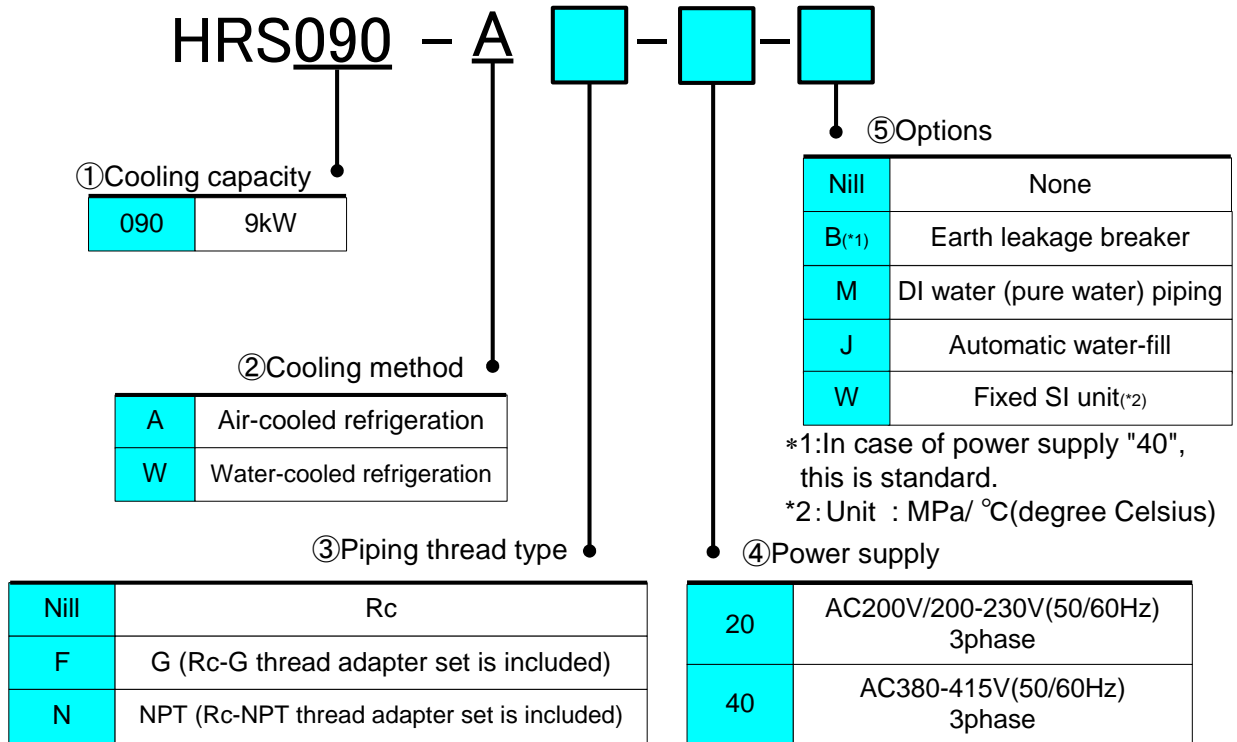 HRS090 – A – –
①Cooling capacity
090 9kW
②Cooling method
A Air-cooled refrigeration
W Water-cooled refrigeration
③Piping thread type
Nill Rc
F G (Rc-G thread adapter set is included)
N NPT (Rc-NPT thread adapter set is included)
④Power supply
20 AC200V/200-230V(50/60Hz)
3phase
40 AC380-415V(50/60Hz)
3phase
⑤Options
Nill None
B(*1) Earth leakage breaker
M DI water (pure water) piping
J Automatic water-fill
W Fixed SI unit(*2)
*1:In case of power supply "40",
this is standard.
*2:Unit : MPa/ ℃(degree Celsius)